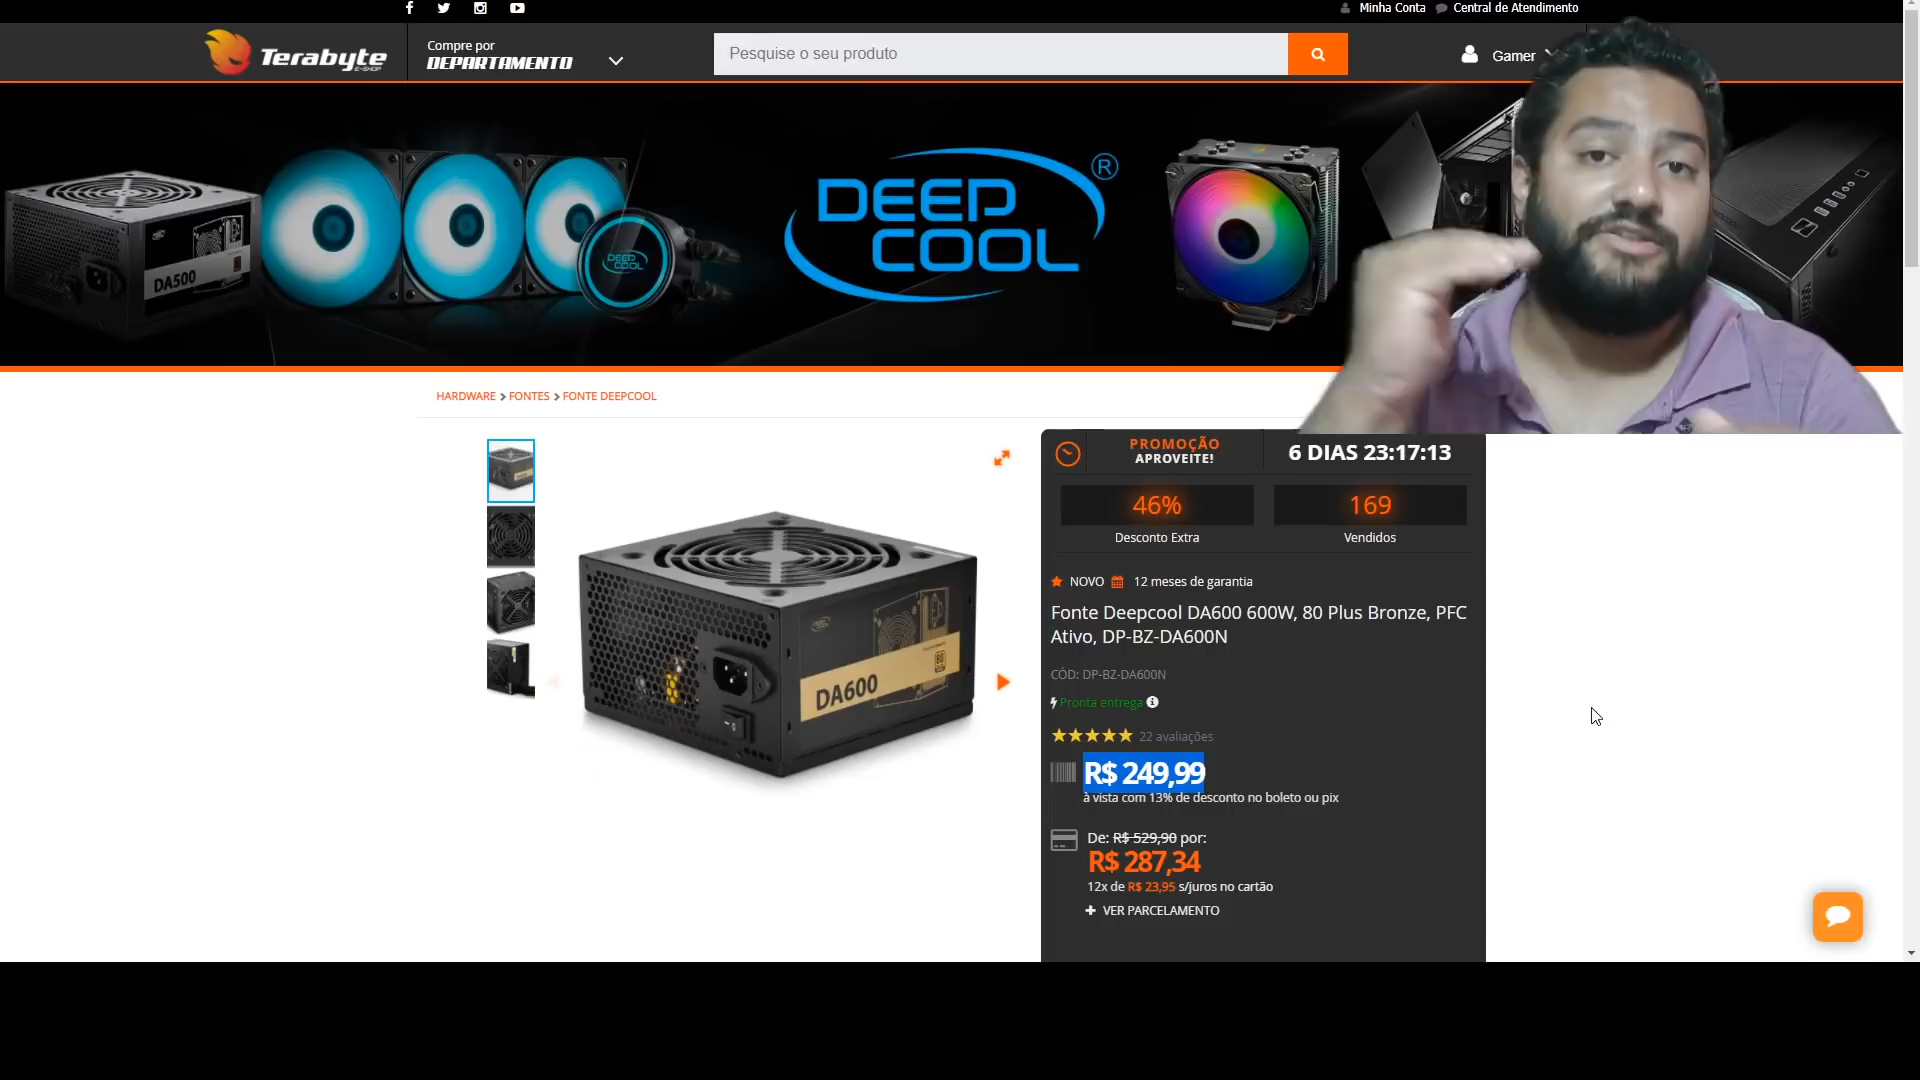 Minha Conta
Central de Atendimento
Terabyte
E-SHOP
Compre por
DEPARTAMENTO
Pesquise o seu produto
Gamer
DEEP
COOL
®
DA500
DEEP
COOL
HARDWARE > FONTES > FONTE DEEPCOOL
PROMOÇÃO
APROVEITE!
6 DIAS 23:17:13
46%
169
Desconto Extra
Vendidos
NOVO
12 meses de garantia
Fonte Deepcool DA600 600W, 80 Plus Bronze, PFC
Ativo, DP-BZ-DA600N
CÓD: DP-BZ-DA600N
Pronta entrega
22 avaliações
R$ 249,99
à vista com 13% de desconto no boleto ou pix
De: R$ 529,90 por:
R$ 287,34
12x de R$ 23,95 s/juros no cartão
+ VER PARCELAMENTO
DA600